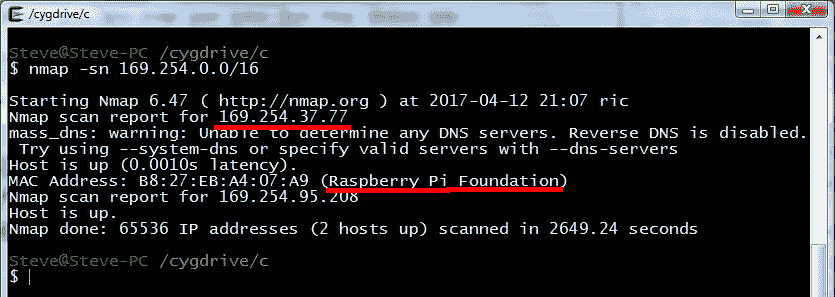 /cygdrive/c
Steve@Steve-PC /cygdrive/c
$ nmap -sn 169.254.0.0/16
Starting Nmap 6.47 ( http://nmap.org ) at 2017-04-12 21:07 ric
Nmap scan report for 169.254.37.77
mass_dns: warning: Unable to determine any DNS servers. Reverse DNS is disabled.
Try using --system-dns or specify valid servers with --dns-servers
Host is up (0.0010s latency).
MAC Address: B8:27:EB:A4:07:A9 (Raspberry Pi Foundation)
Nmap scan report for 169.254.95.208
Host is up.
Nmap done: 65536 IP addresses (2 hosts up) scanned in 2649.24 seconds
Steve@Steve-PC /cygdrive/c
$